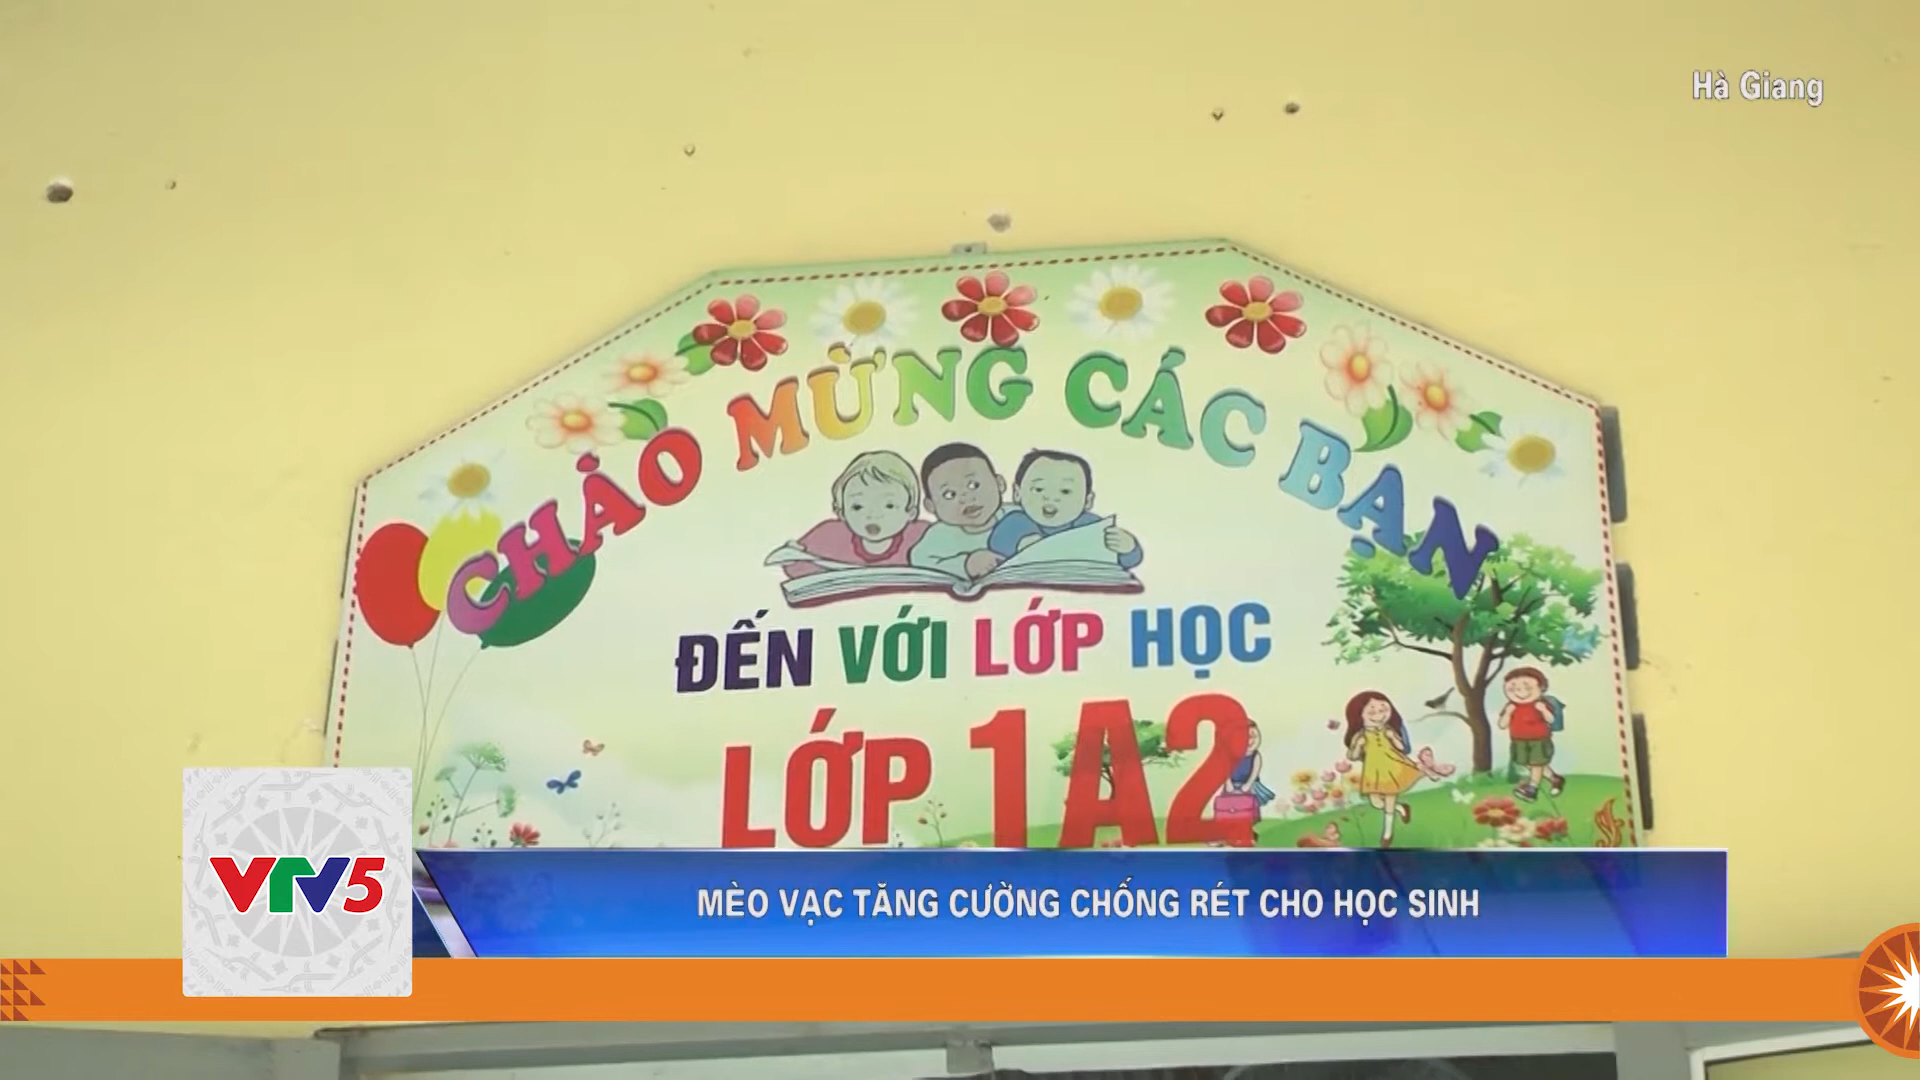 Hà Giang
CHÀO MỪNG CÁC BẠN
ĐẾN VỚI LỚP HỌC
LỚP 1A2
VTV5
MÈO VẠC TĂNG CƯỜNG CHỐNG RÉT CHO HỌC SINH